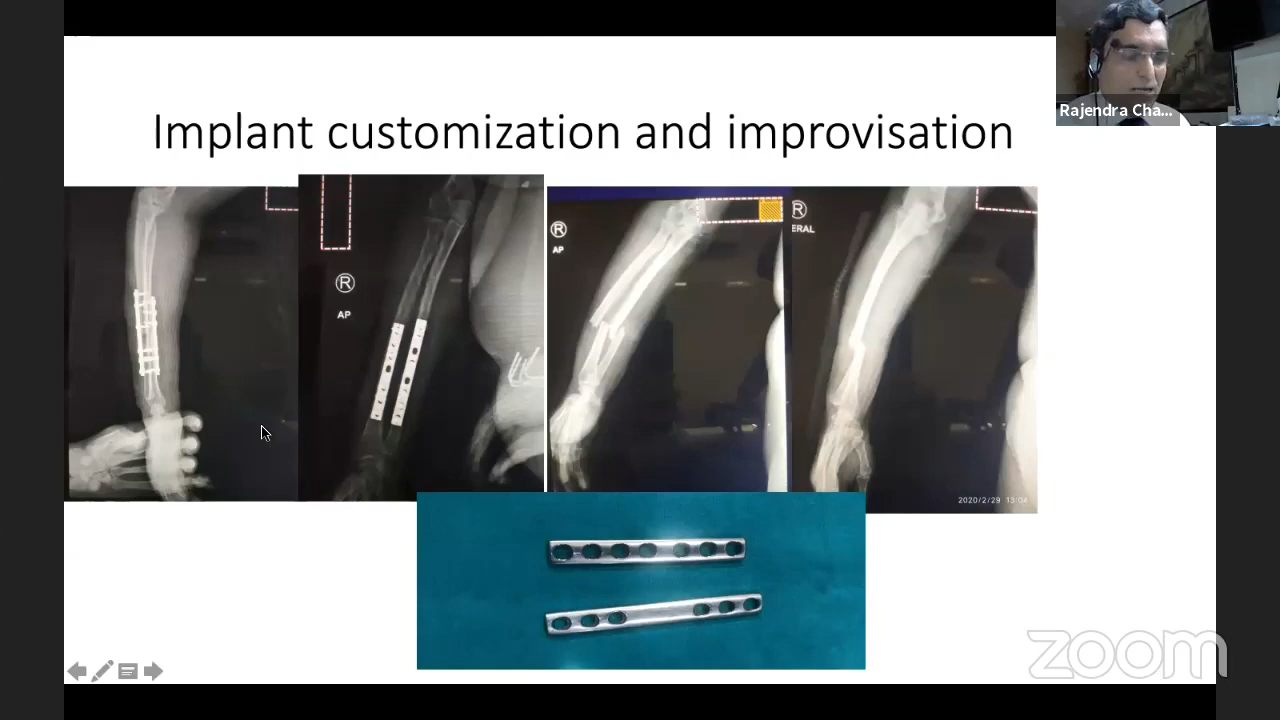 Rajendra Cha...
Implant customization and improvisation
R
AP
R
AP
R
ERAL
2020/2/29 13:04
zoom